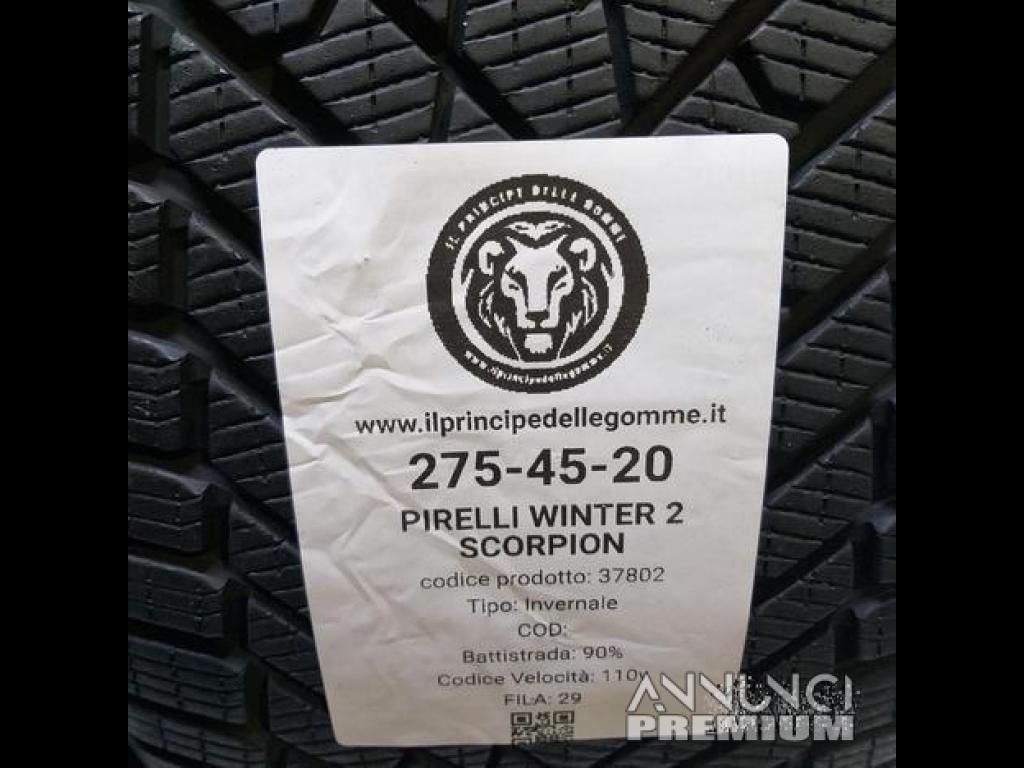 IL PRINCIPE DELLE GOMME
www.ilprincipedellegomme.it
www.ilprincipedellegomme.it
275-45-20
PIRELLI WINTER 2
SCORPION
codice prodotto: 37802
Tipo: Invernale
COD:
Battistrada: 90%
Codice Velocità: 110v
FILA: 29
ANNUNCI
PREMIUM